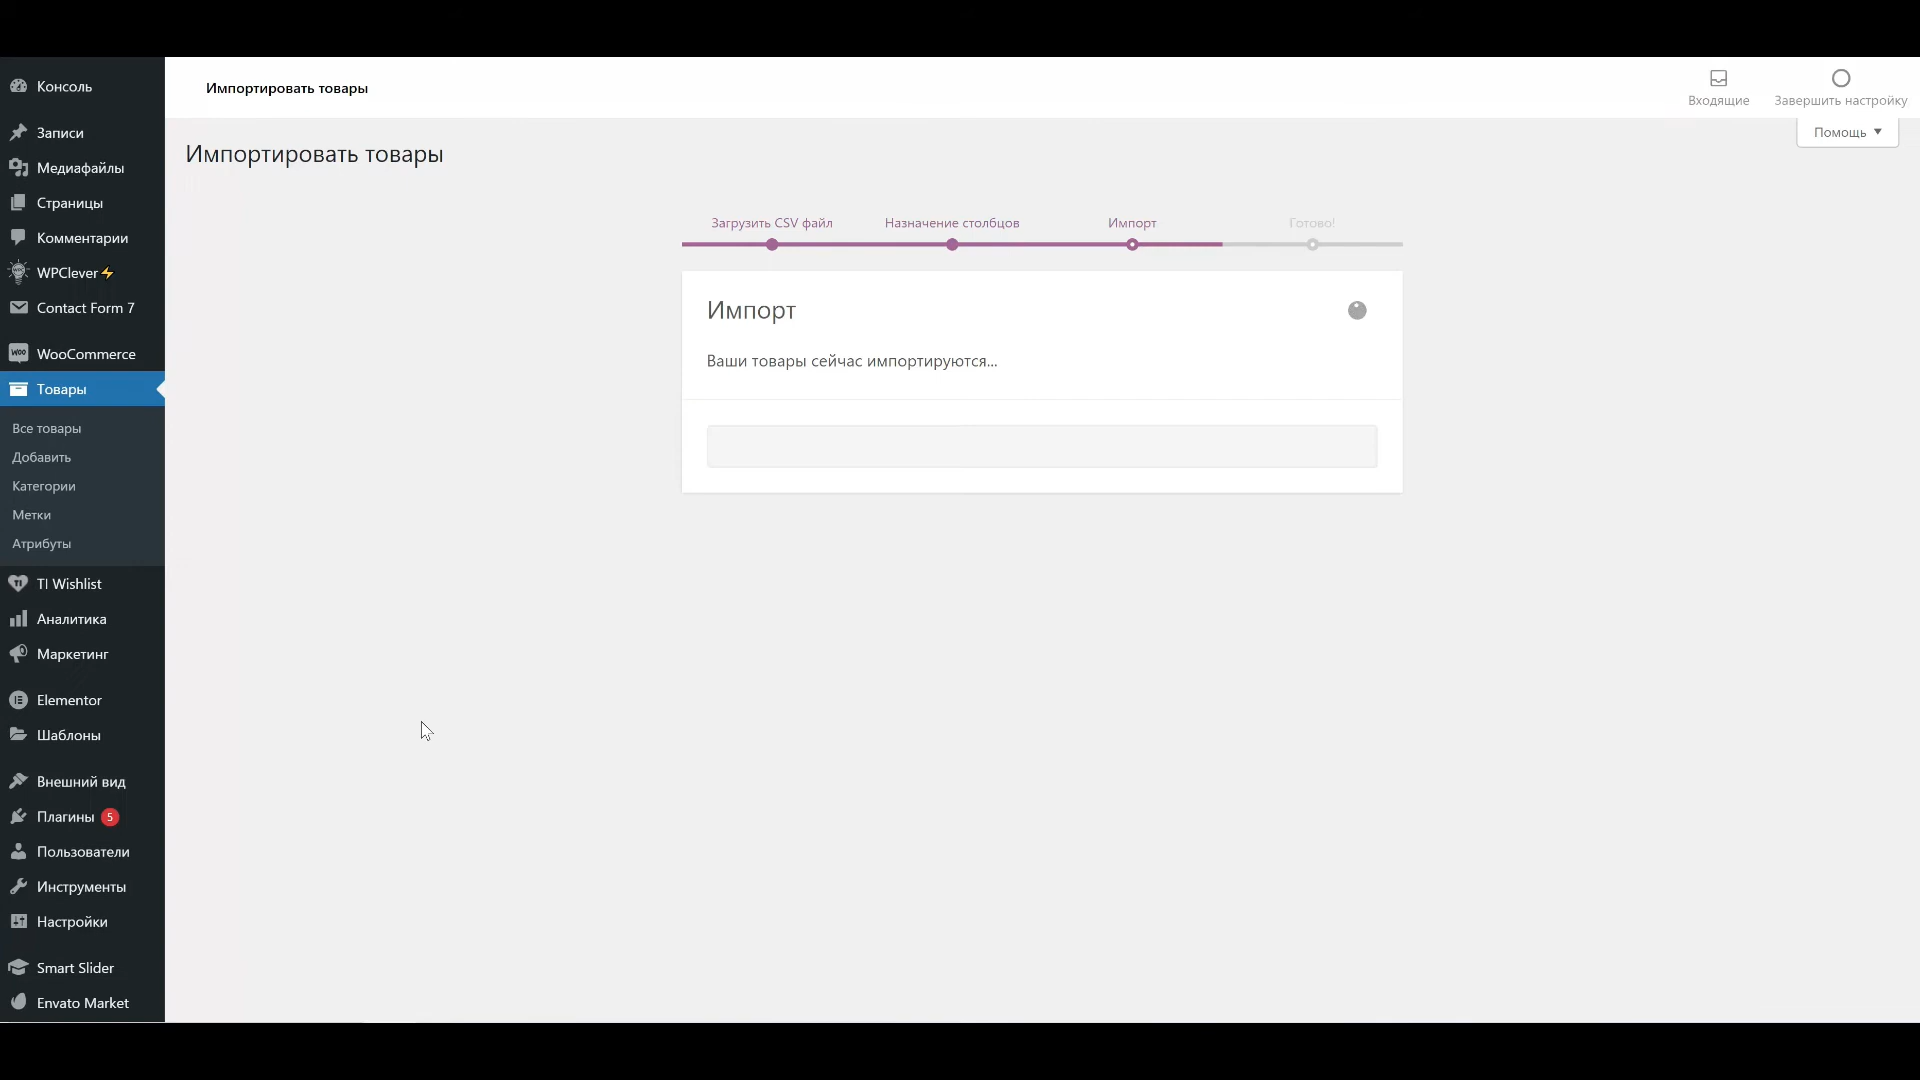 Консоль
Записи
Медиафайлы
Страницы
Комментарии
WPClever⚡
Contact Form 7
WooCommerce
Товары
Все товары
Добавить
Категории
Метки
Атрибуты
TI Wishlist
Аналитика
Маркетинг
Elementor
Шаблоны
Внешний вид
Плагины 5
Пользователи
Инструменты
Настройки
Smart Slider
Envato Market
Импортировать товары
Входящие
Завершить настройку
Помощь
Импортировать товары
Загрузить CSV файл
Назначение столбцов
Импорт
Готово!
Импорт
Ваши товары сейчас импортируются...